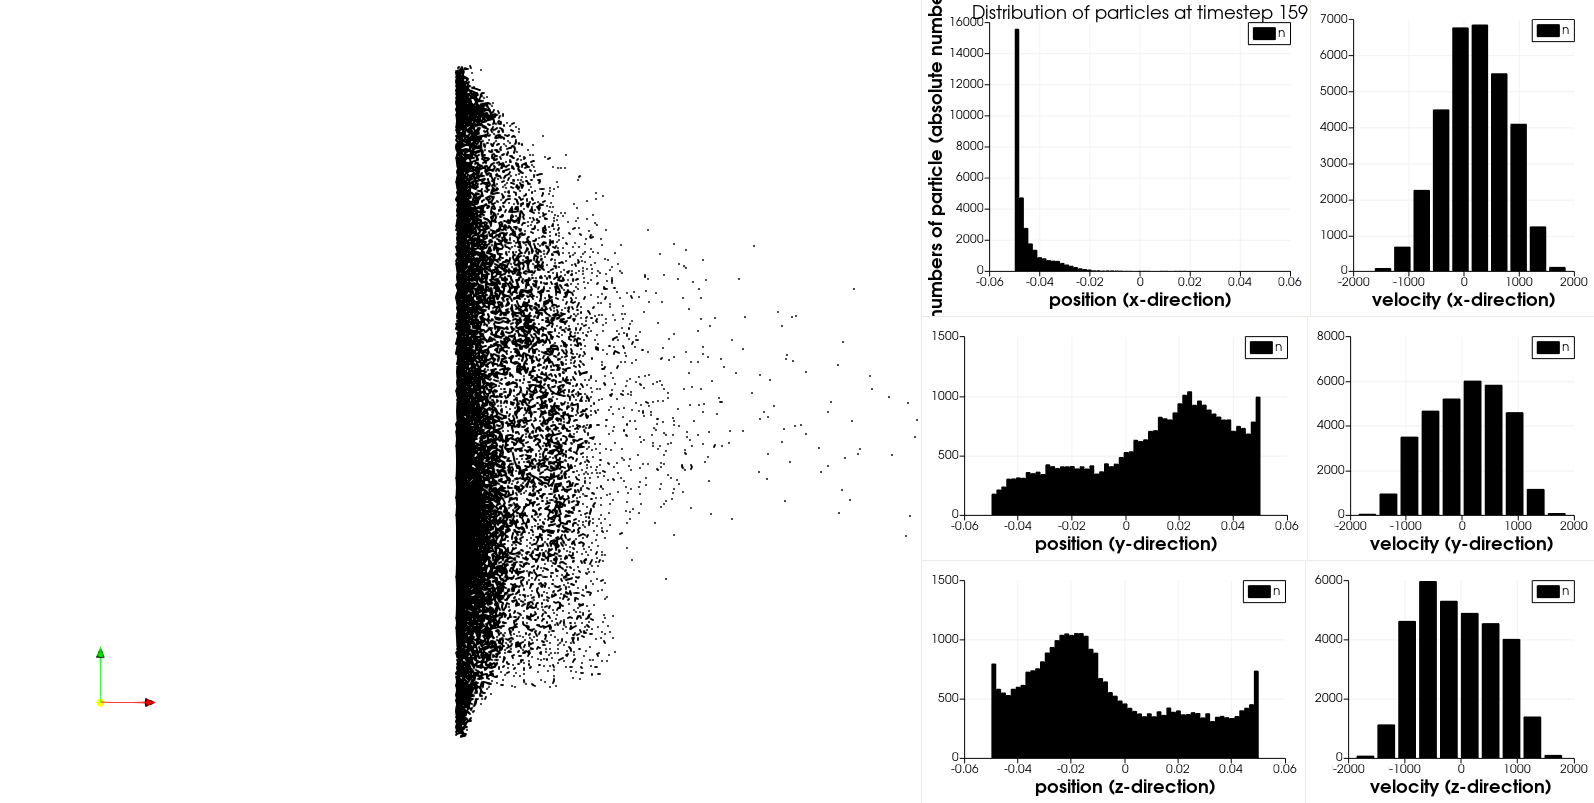 Distribution of particles at timestep 159
numbers of particle (absolute numbe
16000
14000
12000
10000
8000
6000
4000
2000
0
-0.06 -0.04 -0.02 0 0.02 0.04 0.06
position (x-direction)
n
7000
6000
5000
4000
3000
2000
1000
0
-2000 -1000 0 1000 2000
velocity (x-direction)
n
1500
1000
500
0
-0.06 -0.04 -0.02 0 0.02 0.04 0.06
position (y-direction)
n
8000
6000
4000
2000
0
-2000 -1000 0 1000 2000
velocity (y-direction)
n
1500
1000
500
0
-0.06 -0.04 -0.02 0 0.02 0.04 0.06
position (z-direction)
n
6000
4000
2000
0
-2000 -1000 0 1000 2000
velocity (z-direction)
n